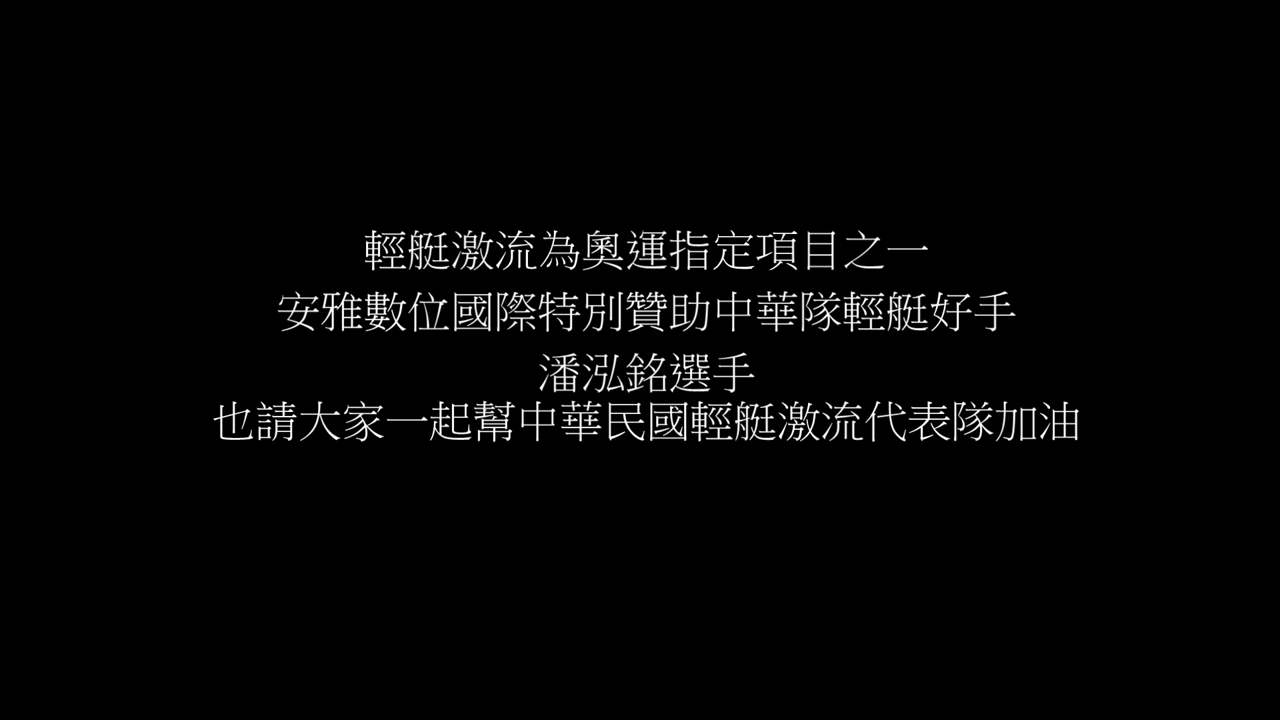 輕艇激流為奧運指定項目之一
安雅數位國際特別贊助中華隊輕艇好手
潘泓銘選手
也請大家一起幫中華民國輕艇激流代表隊加油